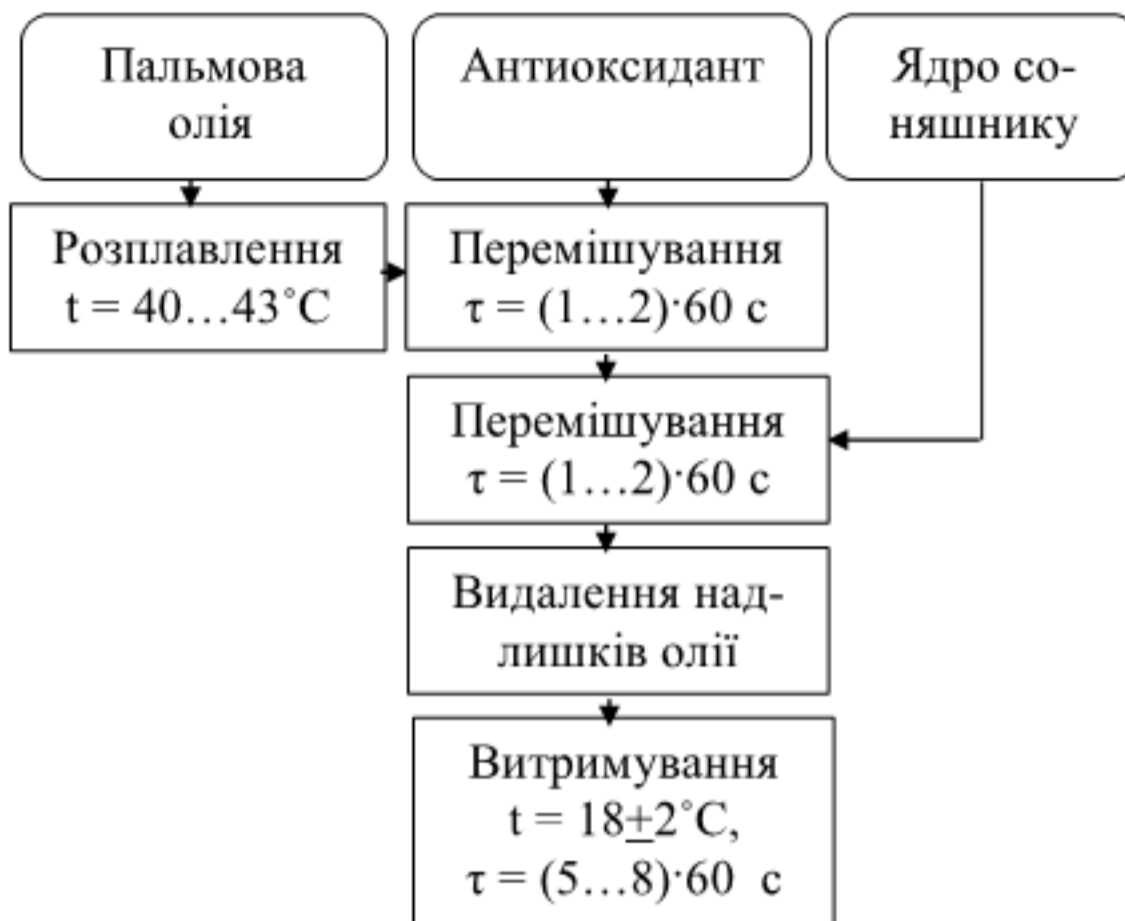 Пальмова
олія
Антиоксидант
Ядро со-
няшнику
Розплавлення
t = 40…43˚C
Перемішування
τ = (1…2)·60 с
Перемішування
τ = (1…2)·60 с
Видалення над-
лишків олії
Витримування
t = 18±2˚C,
τ = (5…8)·60 с